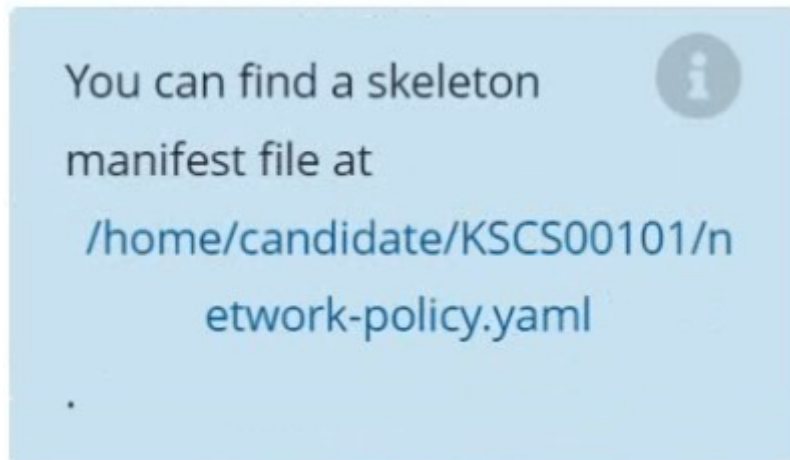 You can find a skeleton
manifest file at
/home/candidate/KSCS00101/n
etwork-policy.yaml
.